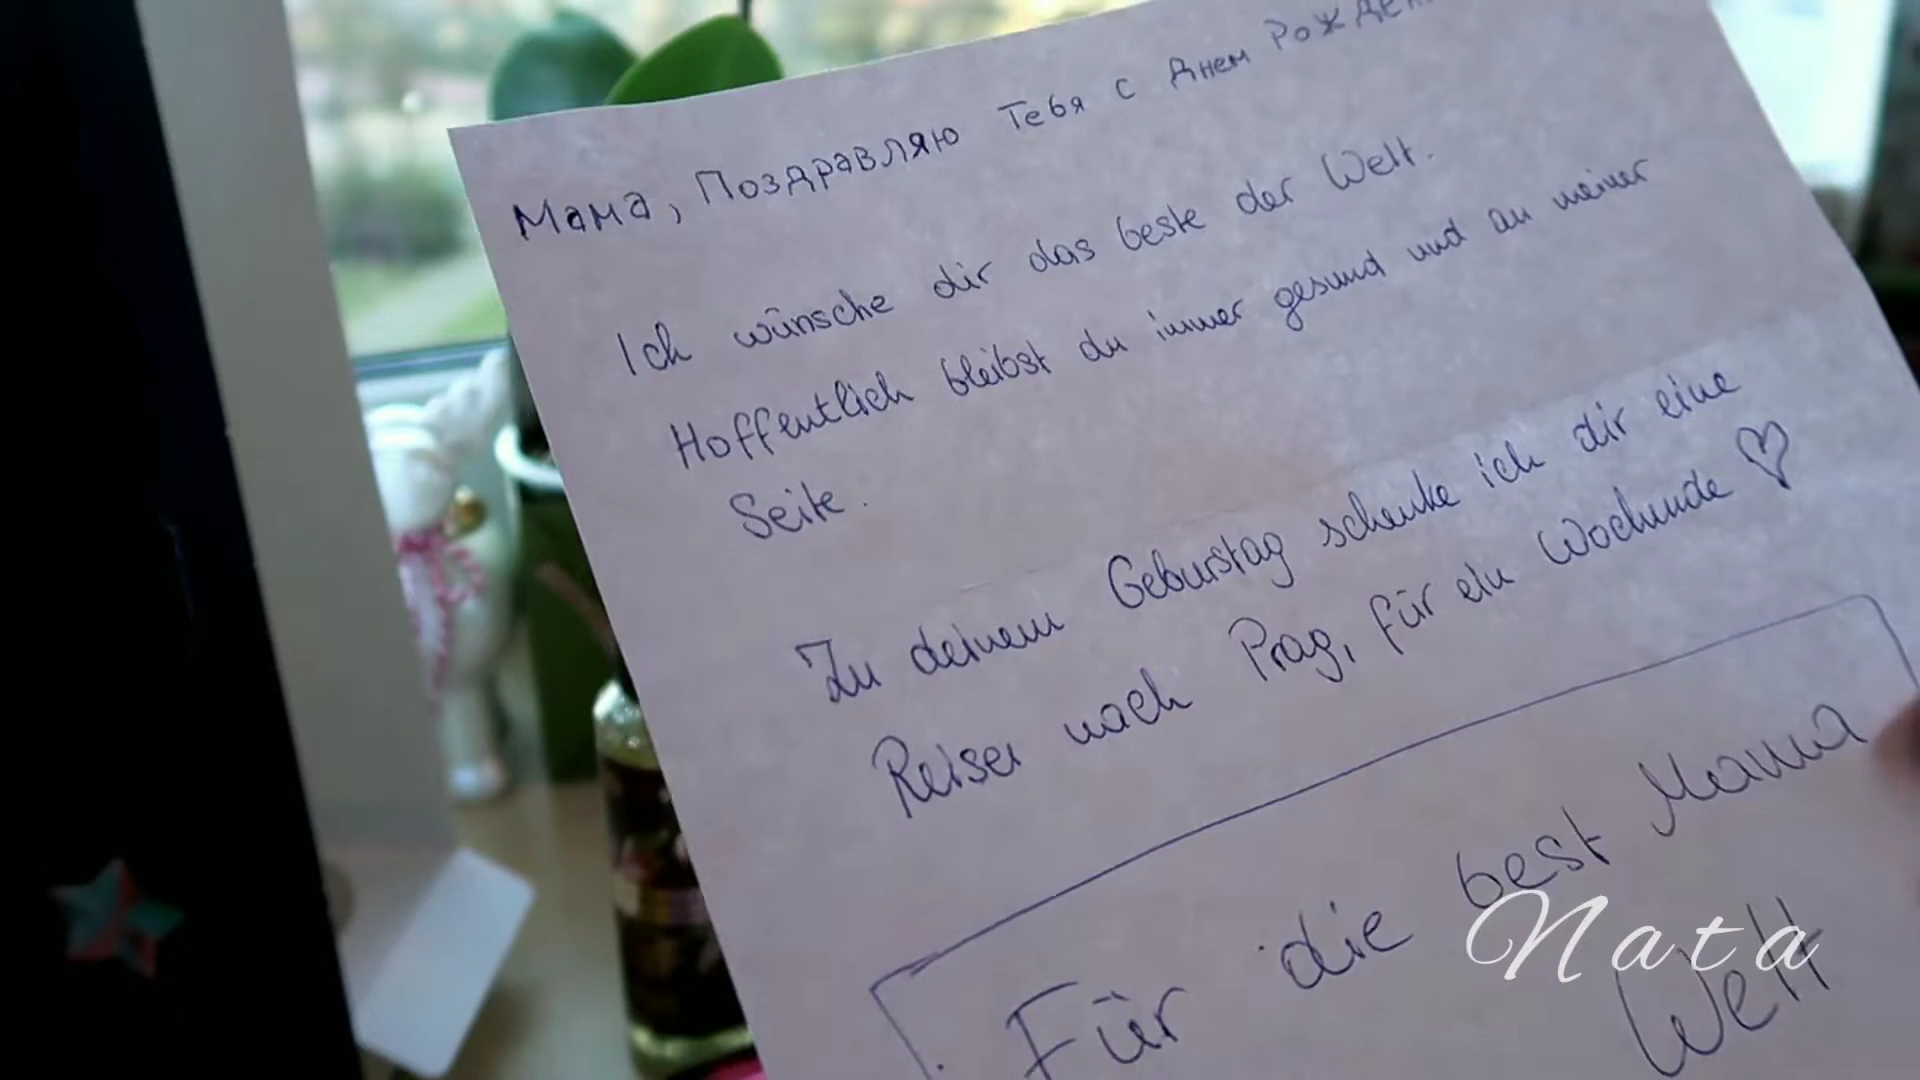 Мама, Поздравляю Тебя с Днем
Ich wünsche dir das beste der Welt.
Hoffentlich bleibst du immer gesund und an meiner
Seite.
Zu deinem Geburstag schenke ich dir eine
Reisei nach Prag, für ein Wochende ♡
Für die best Mama
Welt
Nata